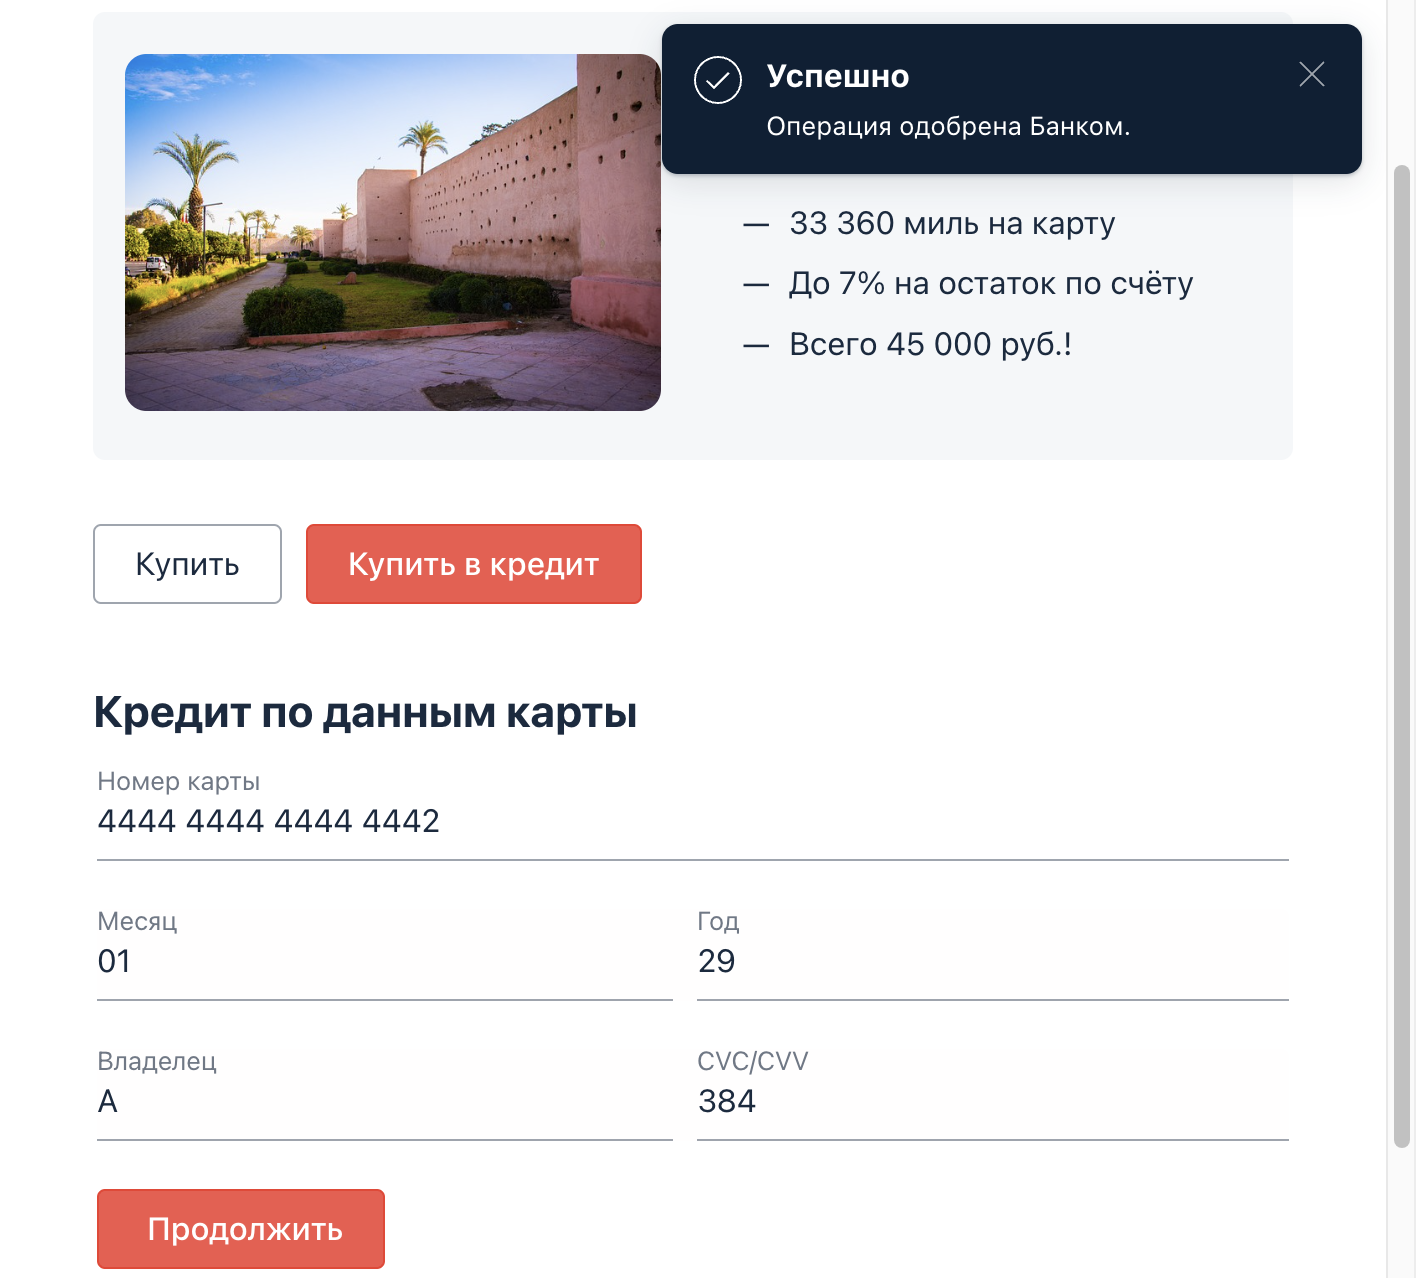 Успешно
Операция одобрена Банком.
— 33 360 миль на карту
— До 7% на остаток по счёту
— Всего 45 000 руб.!
Купить
Купить в кредит
Кредит по данным карты
Номер карты
4444 4444 4444 4442
Месяц
01
Год
29
Владелец
A
CVC/CVV
384
Продолжить